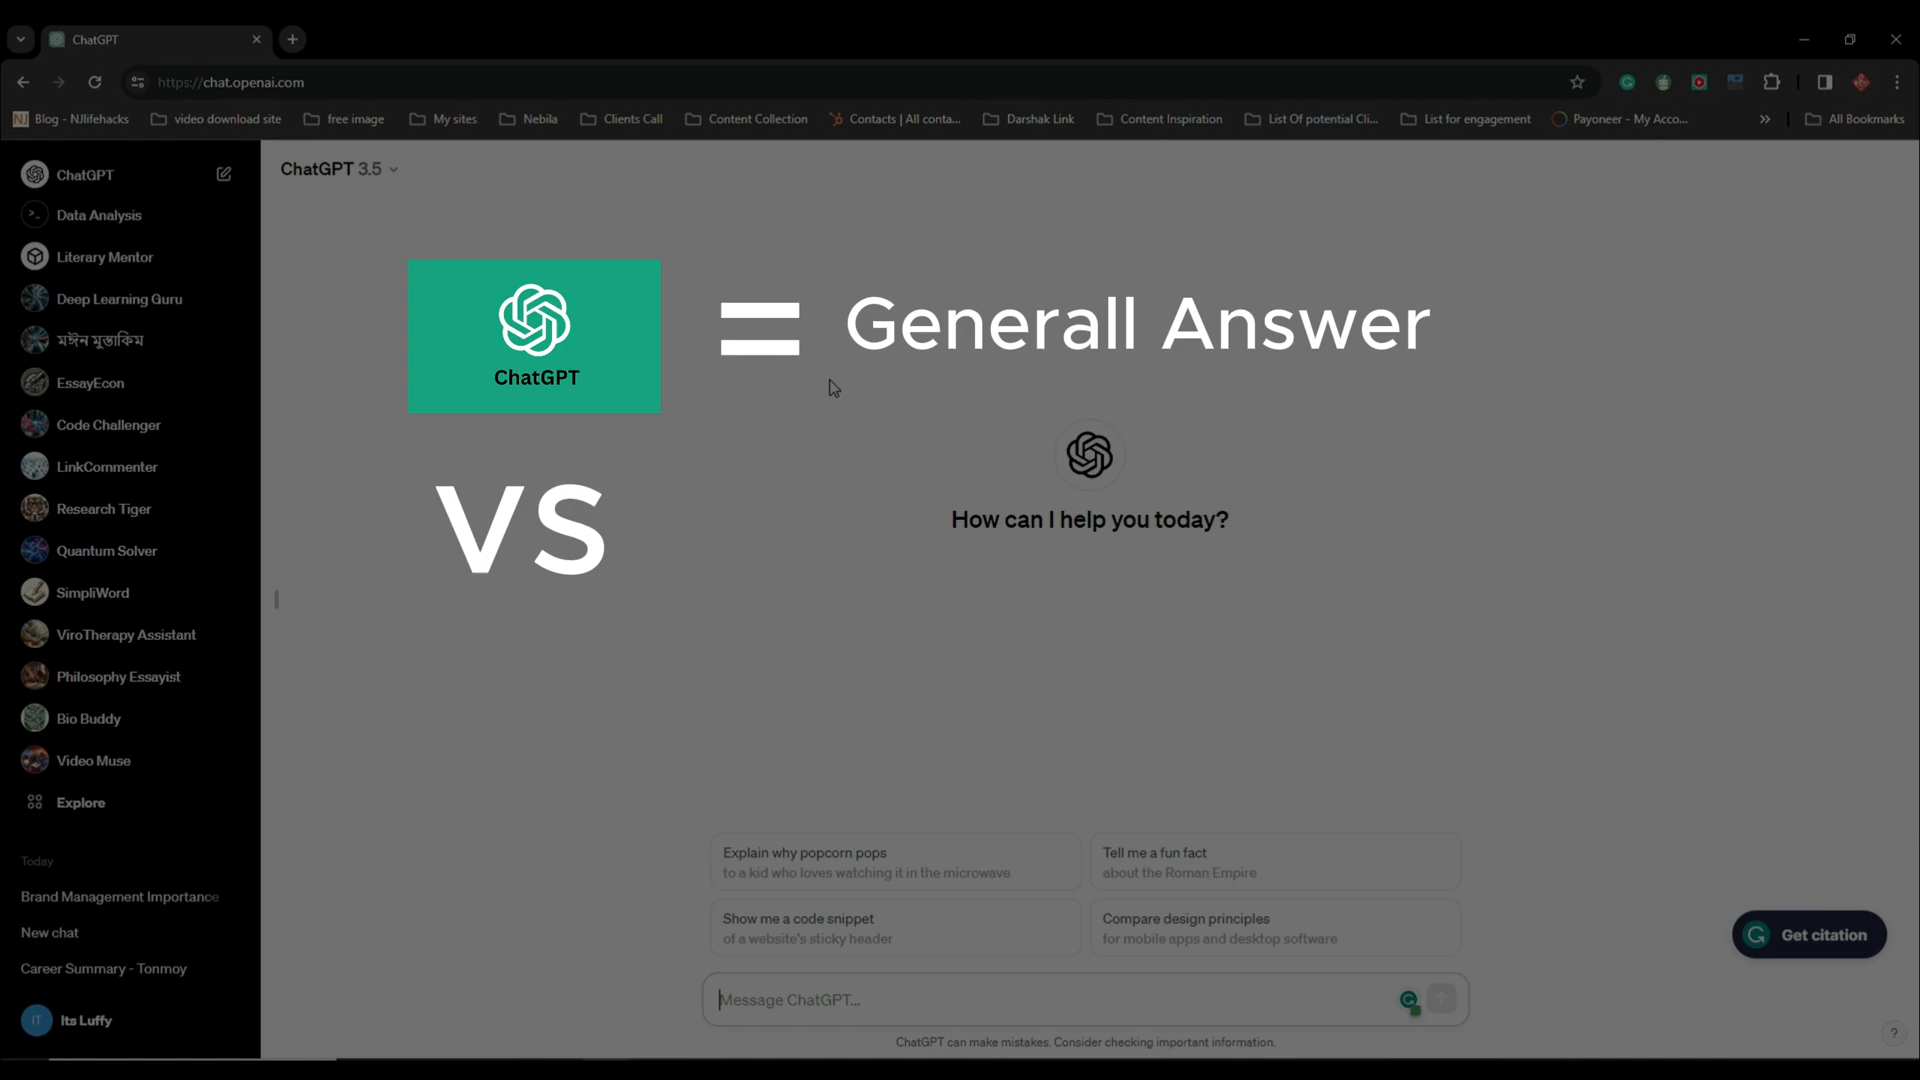 ChatGPT
https://chat.openai.com
NJ Blog - NJlifehacks
video download site
free image
My sites
Nebila
Clients Call
Content Collection
Contacts | All conta...
Darshak Link
Content Inspiration
List Of potential Cli...
List for engagement
Payoneer - My Acco...
All Bookmarks
ChatGPT
Data Analysis
Literary Mentor
Deep Learning Guru
মঈন মুস্তাকিম
EssayEcon
Code Challenger
LinkCommenter
Research Tiger
Quantum Solver
SimpliWord
ViroTherapy Assistant
Philosophy Essayist
Bio Buddy
Video Muse
Explore
Today
Brand Management Importance
New chat
Career Summary - Tonmoy
IT Its Luffy
ChatGPT 3.5
ChatGPT
= Generall Answer
VS
How can I help you today?
Explain why popcorn pops
to a kid who loves watching it in the microwave
Tell me a fun fact
about the Roman Empire
Show me a code snippet
of a website's sticky header
Compare design principles
for mobile apps and desktop software
Get citation
Message ChatGPT...
ChatGPT can make mistakes. Consider checking important information.
?